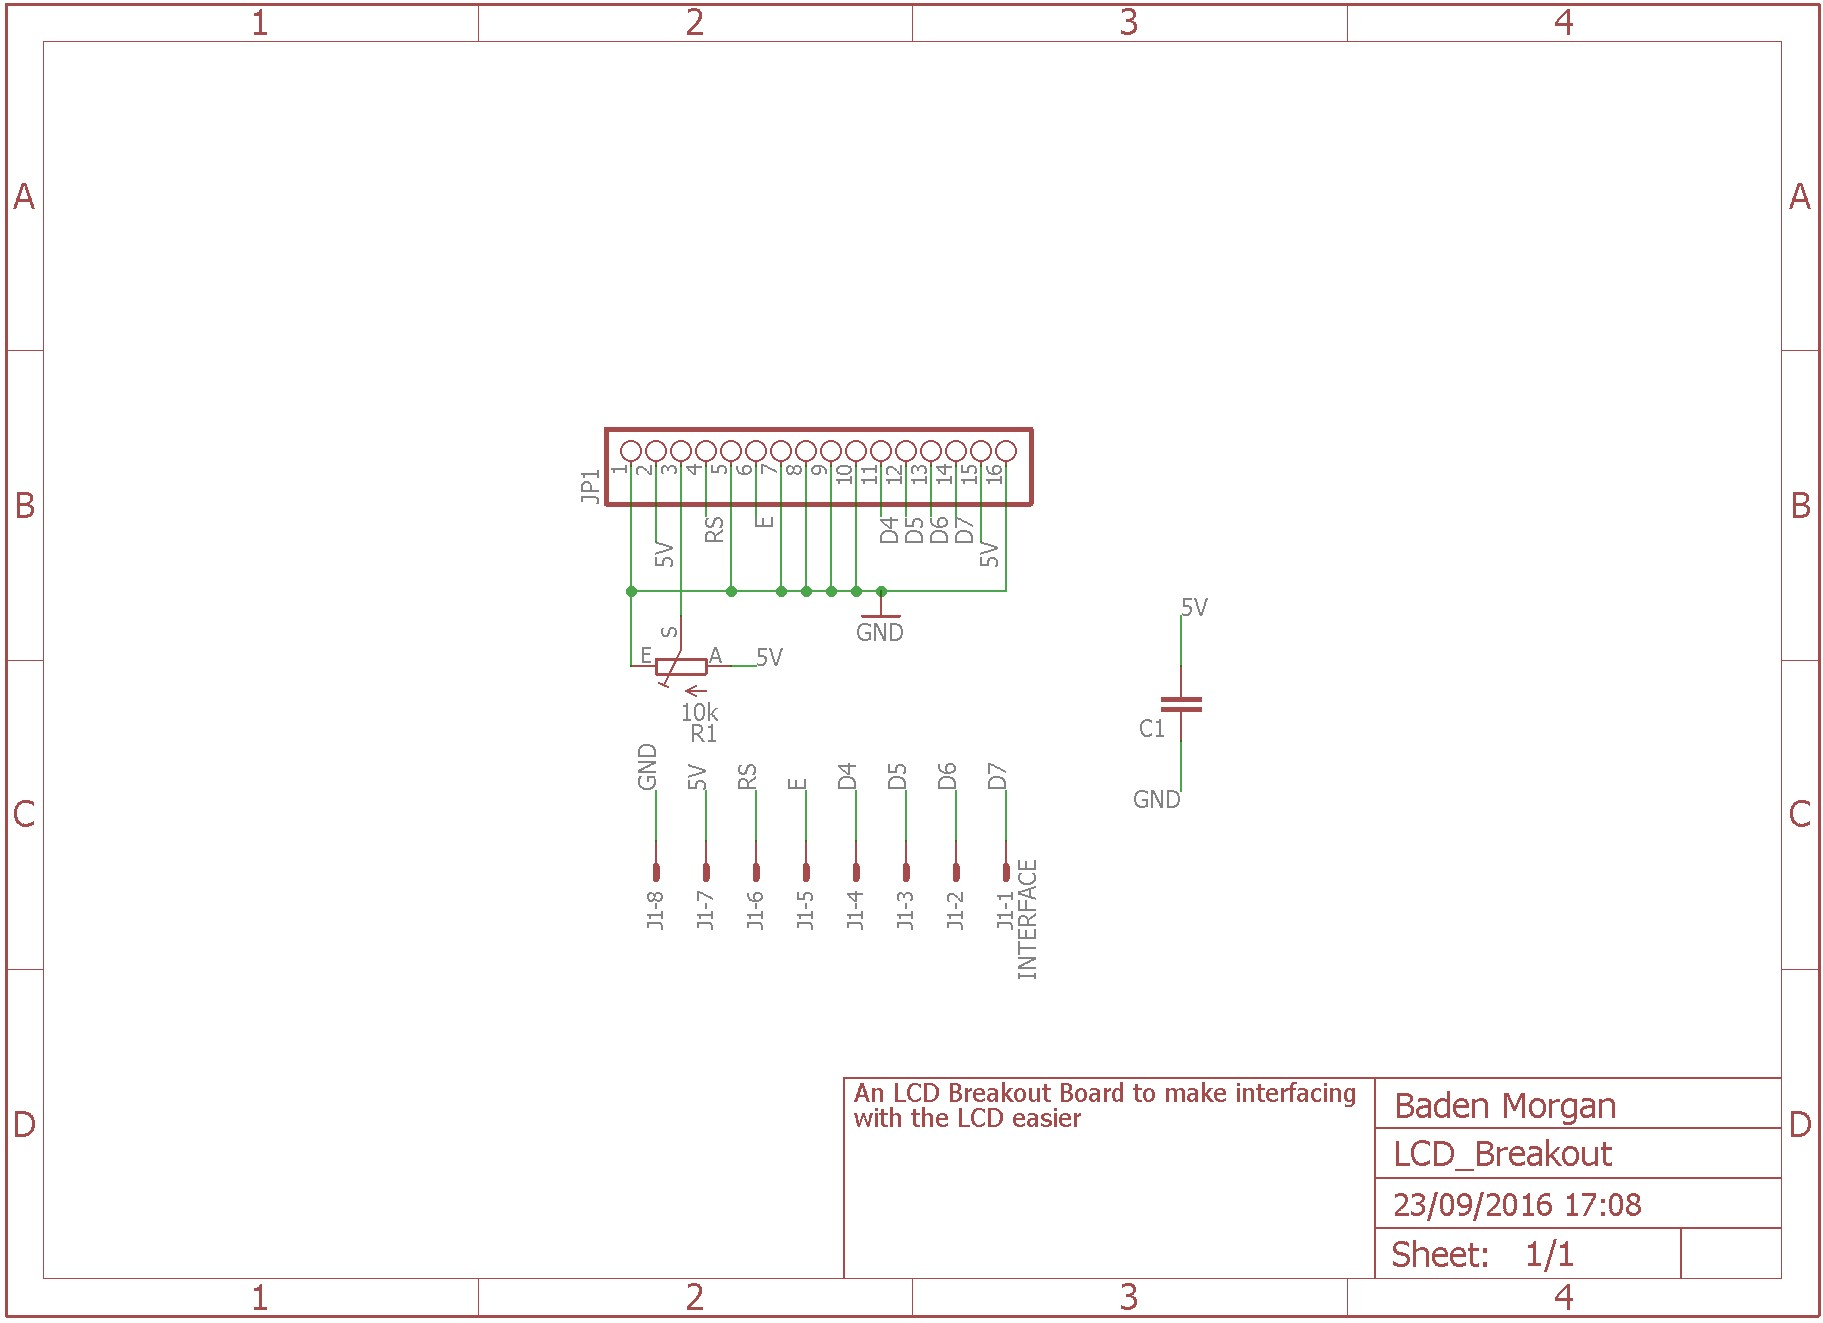 1 2 3 4
A A
B B
JP1
1 2 3 4 5 6 7 8 9 10 11 12 13 14 15 16
RS E D4 D5 D6 D7
5V 5V
GND
S
E A 5V
10k
R1
5V
C1
GND
GND 5V RS E D4 D5 D6 D7
C C
J1-8 J1-7 J1-6 J1-5 J1-4 J1-3 J1-2 J1-1
INTERFACE
An LCD Breakout Board to make interfacing
with the LCD easier
Baden Morgan
LCD_Breakout
23/09/2016 17:08
Sheet: 1/1
D D
1 2 3 4